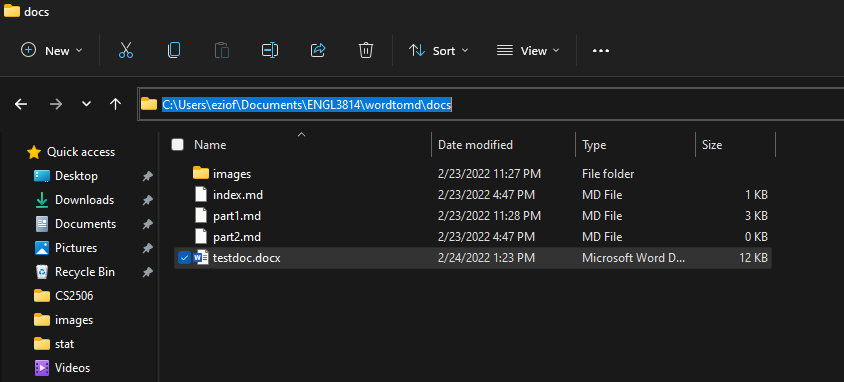 docs
New Sort View
C:\Users\eziof\Documents\ENGL3814\wordtomd\docs
Name Date modified Type Size
Quick access
Desktop
Downloads
Documents
Pictures
Recycle Bin
CS2506
images
stat
Videos
images 2/23/2022 11:27 PM File folder
index.md 2/23/2022 4:47 PM MD File 1 KB
part1.md 2/23/2022 11:28 PM MD File 3 KB
part2.md 2/23/2022 4:47 PM MD File 0 KB
testdoc.docx 2/24/2022 1:23 PM Microsoft Word D... 12 KB